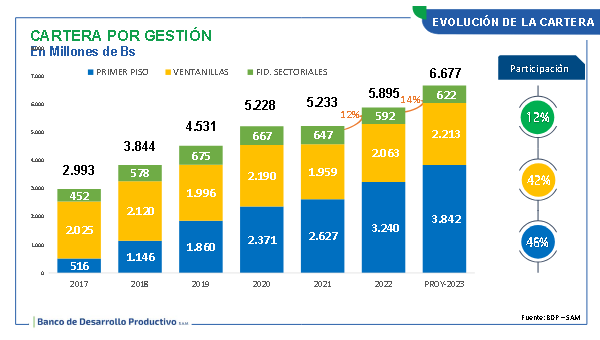 EVOLUCIÓN DE LA CARTERA
CARTERA POR GESTIÓN
En Millones de Bs
PRIMER PISO VENTANILLAS FID. SECTORIALES
Participación
7.000
6.000
5.000
4.000
3.000
2.000
1.000
0
2.993 3.844 4.531 5.228 5.233 5.895 6.677
12% 14%
452 578 675 667 647 592 622
2.025 2.120 1.996 2.190 1.959 2.063 2.213
516 1.146 1.860 2.371 2.627 3.240 3.842
2017 2018 2019 2020 2021 2022 PROY-2023
12%
42%
46%
Banco de Desarrollo Productivo S.A.M.
Fuente: BDP – SAM